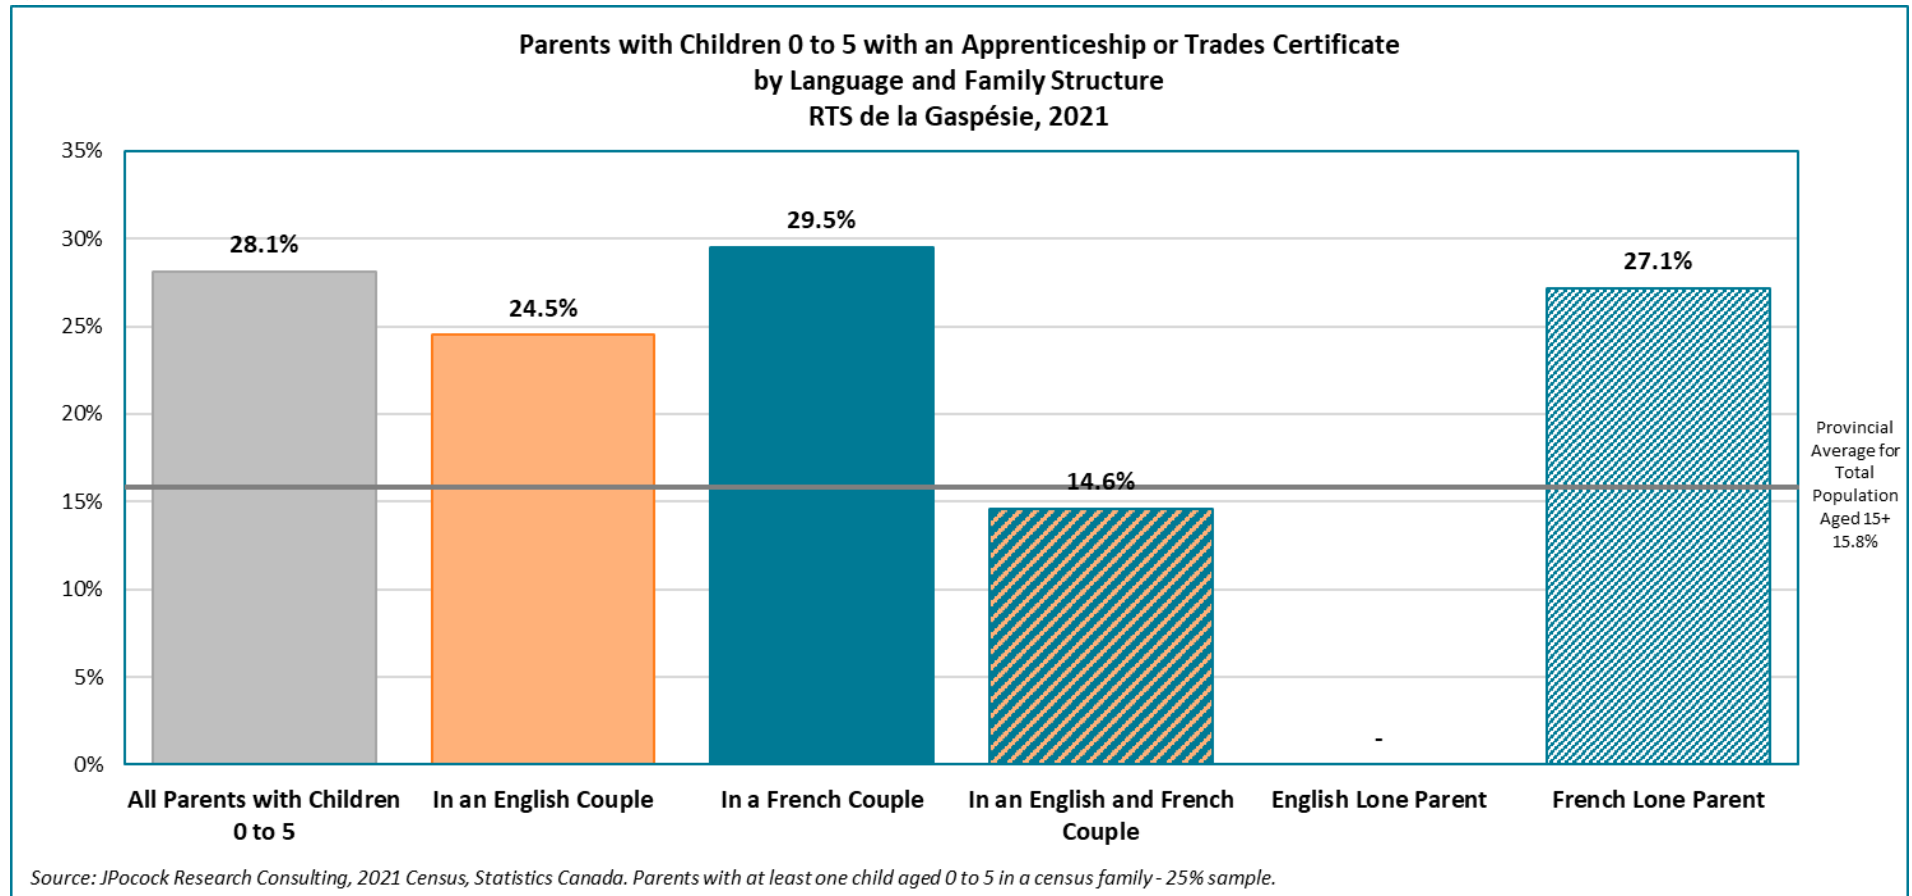 Parents with Children 0 to 5 with an Apprenticeship or Trades Certificate
by Language and Family Structure
RTS de la Gaspésie, 2021
35%
30%
25%
20%
15%
10%
5%
0%
28.1%
24.5%
29.5%
14.6%
-
27.1%
Provincial
Average for
Total
Population
Aged 15+
15.8%
All Parents with Children
0 to 5
In an English Couple
In a French Couple
In an English and French
Couple
English Lone Parent
French Lone Parent
Source: JPocock Research Consulting, 2021 Census, Statistics Canada. Parents with at least one child aged 0 to 5 in a census family - 25% sample.